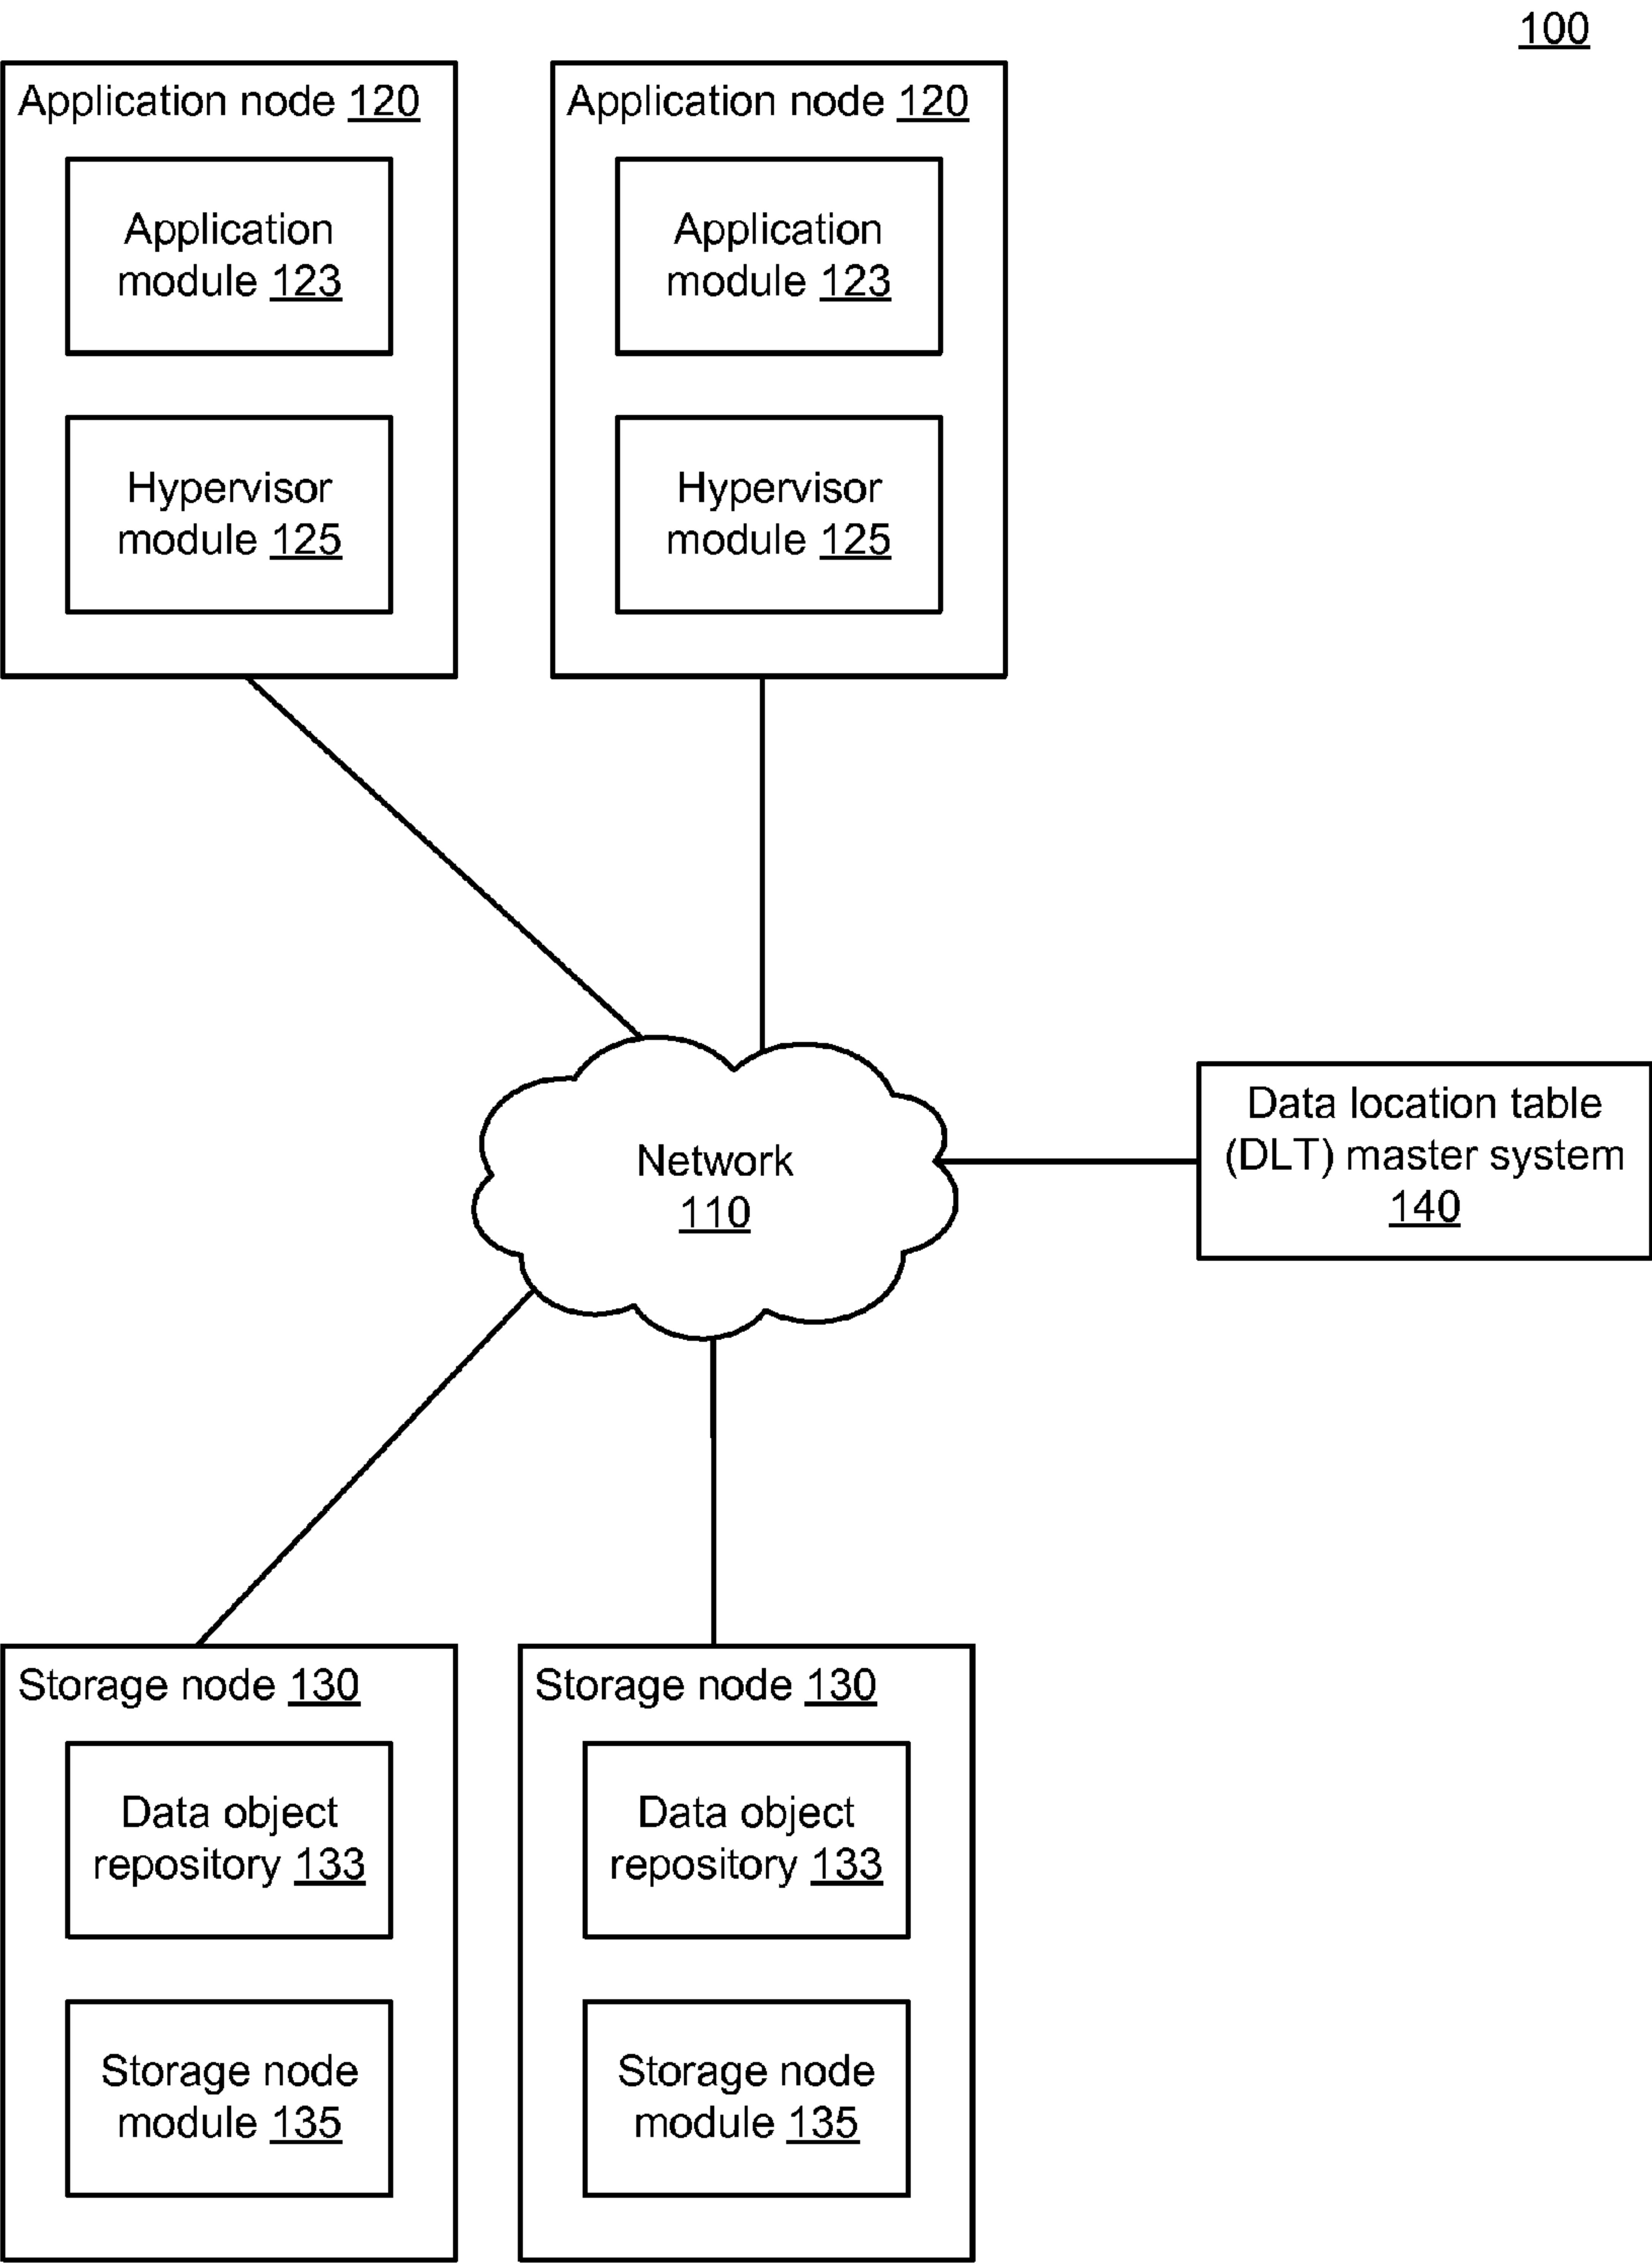 100
Application node 120
Application
module 123
Hypervisor
module 125
Application node 120
Application
module 123
Hypervisor
module 125
Network
110
Data location table
(DLT) master system
140
Storage node 130
Data object
repository 133
Storage node
module 135
Storage node 130
Data object
repository 133
Storage node
module 135